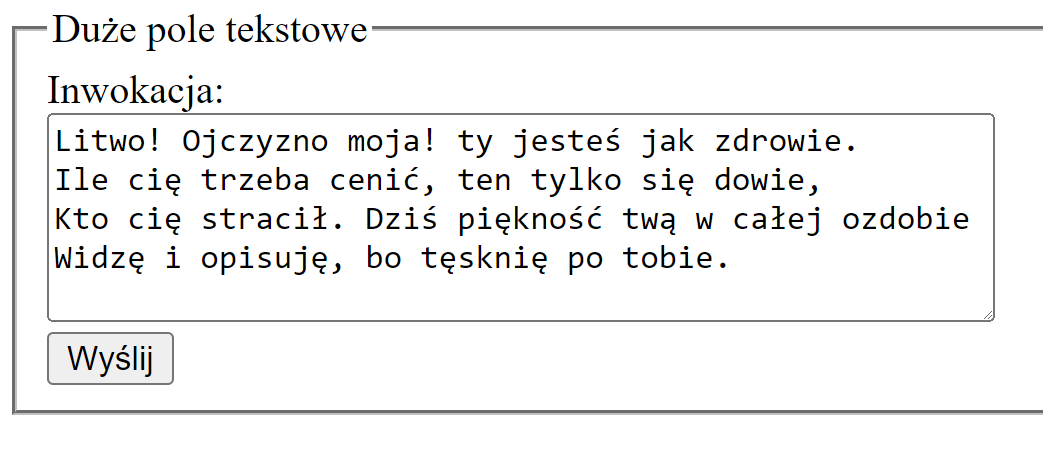 Duże pole tekstowe
Inwokacja:
Litwo! Ojczyzno moja! ty jesteś jak zdrowie.
Ile cię trzeba cenić, ten tylko się dowie,
Kto cię stracił. Dziś piękność twą w całej ozdobie
Widzę i opisuję, bo tęsknię po tobie.
Wyślij